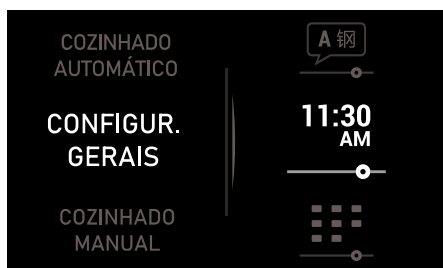 COZINHADO
AUTOMÁTICO
A 钢
CONFIGUR.
GERAIS
11:30
AM
COZINHADO
MANUAL